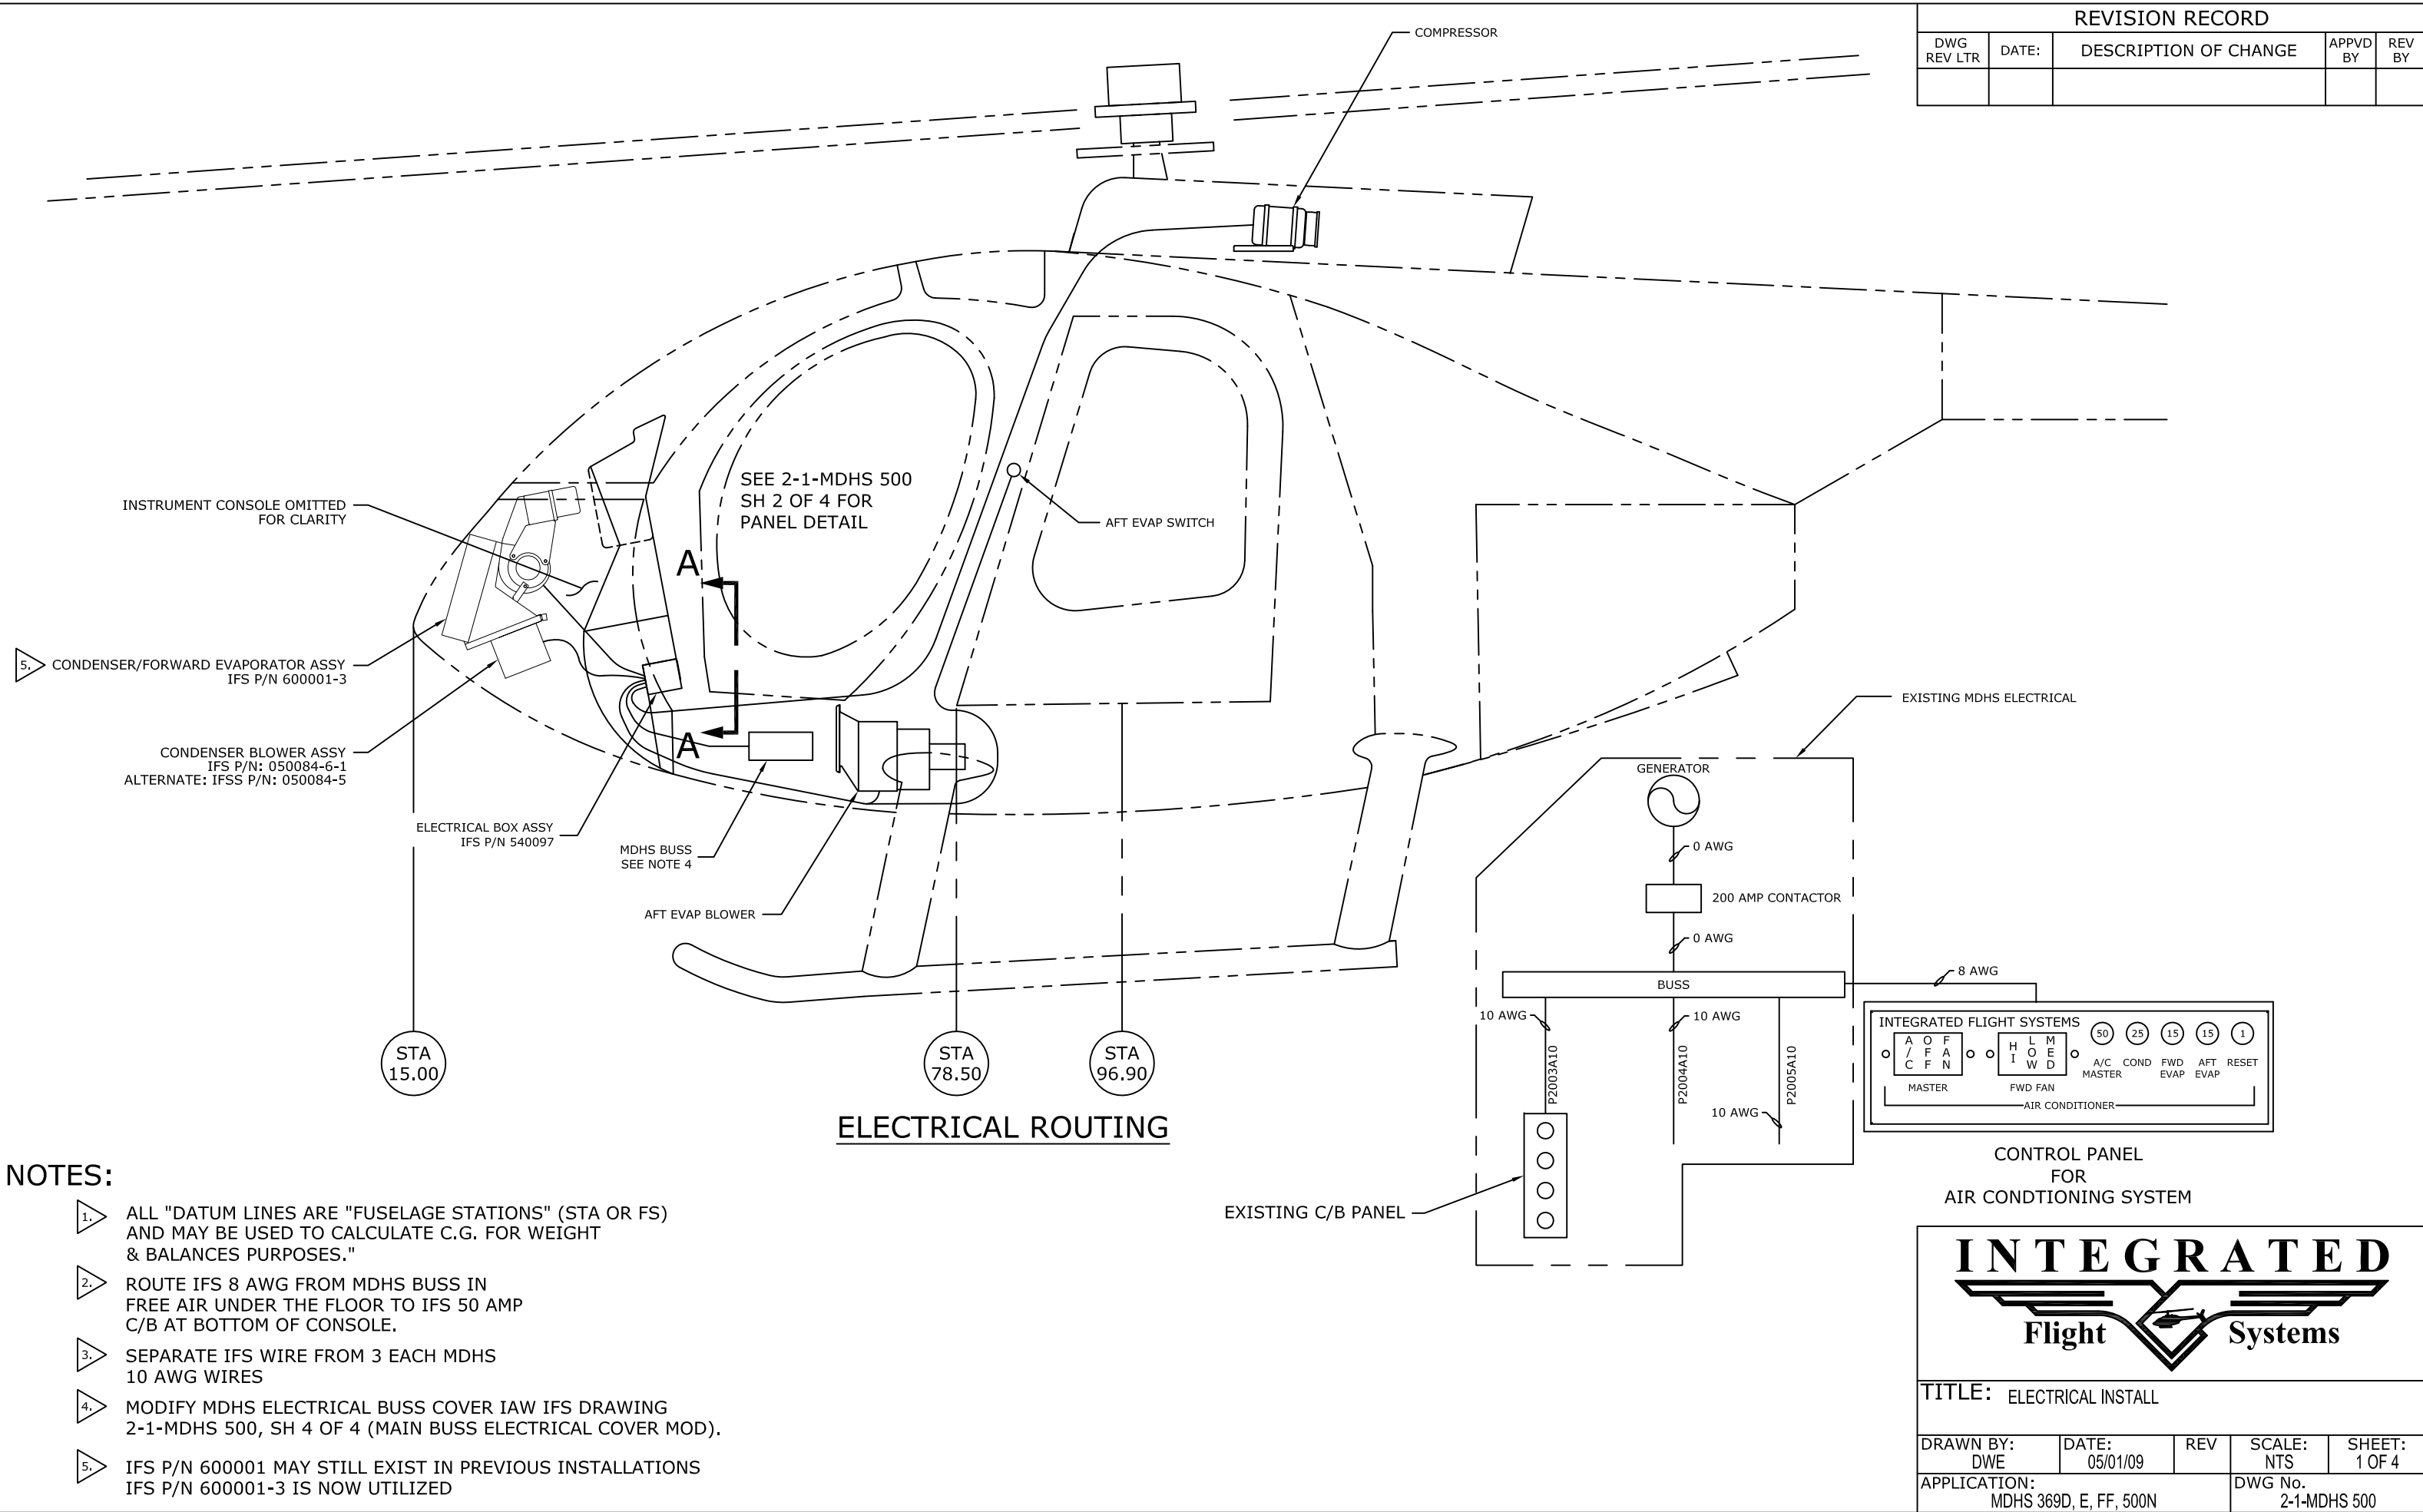 REVISION RECORD
DWG REV LTR
DATE:
DESCRIPTION OF CHANGE
APPVD BY
REV BY
COMPRESSOR
INSTRUMENT CONSOLE OMITTED
FOR CLARITY
SEE 2-1-MDHS 500
SH 2 OF 4 FOR
PANEL DETAIL
AFT EVAP SWITCH
A
A
5.
CONDENSER/FORWARD EVAPORATOR ASSY
IFS P/N 600001-3
CONDENSER BLOWER ASSY
IFS P/N: 050084-6-1
ALTERNATE: IFSS P/N: 050084-5
ELECTRICAL BOX ASSY
IFS P/N 540097
MDHS BUSS
SEE NOTE 4
AFT EVAP BLOWER
STA
15.00
STA
78.50
STA
96.90
ELECTRICAL ROUTING
EXISTING MDHS ELECTRICAL
GENERATOR
0 AWG
200 AMP CONTACTOR
0 AWG
BUSS
8 AWG
10 AWG
10 AWG
10 AWG
P2003A10
P2004A10
P2005A10
EXISTING C/B PANEL
INTEGRATED FLIGHT SYSTEMS
50 25 15 15 1
A/C OFF FAN
HI LOW MED
A/C MASTER
COND
FWD EVAP
AFT EVAP
RESET
MASTER
FWD FAN
AIR CONDITIONER
CONTROL PANEL
FOR
AIR CONDTIONING SYSTEM
NOTES:
1. ALL "DATUM LINES ARE "FUSELAGE STATIONS" (STA OR FS)
AND MAY BE USED TO CALCULATE C.G. FOR WEIGHT
& BALANCES PURPOSES."
2. ROUTE IFS 8 AWG FROM MDHS BUSS IN
FREE AIR UNDER THE FLOOR TO IFS 50 AMP
C/B AT BOTTOM OF CONSOLE.
3. SEPARATE IFS WIRE FROM 3 EACH MDHS
10 AWG WIRES
4. MODIFY MDHS ELECTRICAL BUSS COVER IAW IFS DRAWING
2-1-MDHS 500, SH 4 OF 4 (MAIN BUSS ELECTRICAL COVER MOD).
5. IFS P/N 600001 MAY STILL EXIST IN PREVIOUS INSTALLATIONS
IFS P/N 600001-3 IS NOW UTILIZED
INTEGRATED
Flight Systems
TITLE: ELECTRICAL INSTALL
DRAWN BY: DWE
DATE: 05/01/09
REV
SCALE: NTS
SHEET: 1 OF 4
APPLICATION: MDHS 369D, E, FF, 500N
DWG No. 2-1-MDHS 500